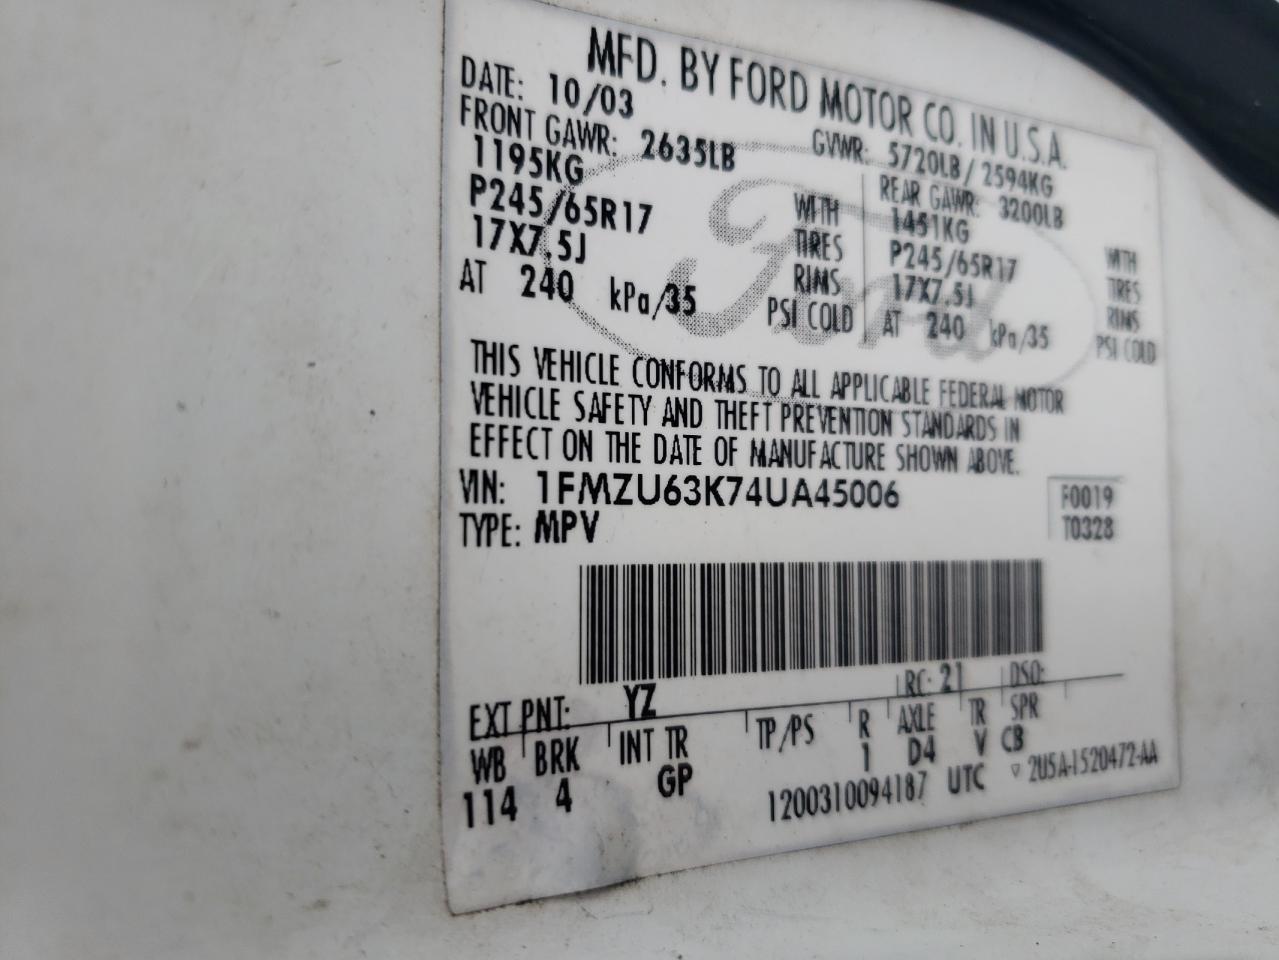 MFD. BY FORD MOTOR CO. IN U.S.A.
DATE: 10/03 GVWR: 5720LB/2594KG
FRONT GAWR: 2635LB REAR GAWR: 3200LB
1195KG WITH 1451KG WITH
P245/65R17 TIRES P245/65R17 TIRES
17X7.5J RIMS 17X7.5J RIMS
AT 240 kPa/35 PSI COLD AT 240 kPa/35 PSI COLD
Ford
THIS VEHICLE CONFORMS TO ALL APPLICABLE FEDERAL MOTOR
VEHICLE SAFETY AND THEFT PREVENTION STANDARDS IN
EFFECT ON THE DATE OF MANUFACTURE SHOWN ABOVE.
VIN: 1FMZU63K74UA45006 F0019
TYPE: MPV T0328
EXT PNT: YZ RC: 21 DSO:
WB BRK INT TR TP/PS R AXLE TR SPR
114 4 GP 1 D4 V CB
1200310094187 UTC ▽ 2U5A-1520472-AA